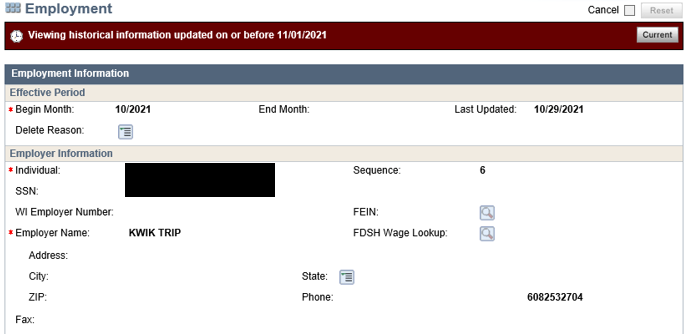 Employment Cancel Reset
Viewing historical information updated on or before 11/01/2021 Current
Employment Information
Effective Period
* Begin Month: 10/2021 End Month: Last Updated: 10/29/2021
Delete Reason:
Employer Information
* Individual: Sequence: 6
SSN:
WI Employer Number: FEIN:
* Employer Name: KWIK TRIP FDSH Wage Lookup:
Address:
City: State:
ZIP: Phone: 6082532704
Fax: